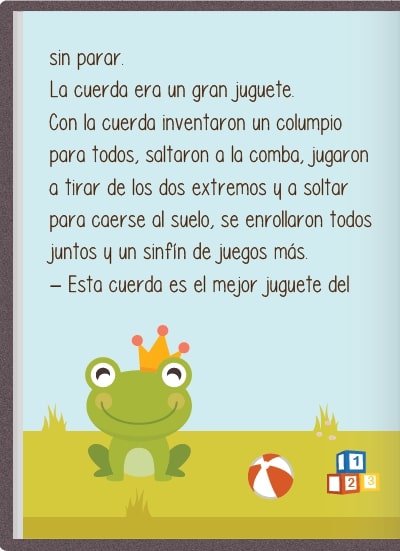 sin parar.
La cuerda era un gran juguete.
Con la cuerda inventaron un columpio
para todos, saltaron a la comba, jugaron
a tirar de los dos extremos y a soltar
para caerse al suelo, se enrollaron todos
juntos y un sinfín de juegos más.
– Esta cuerda es el mejor juguete del
1
2 3